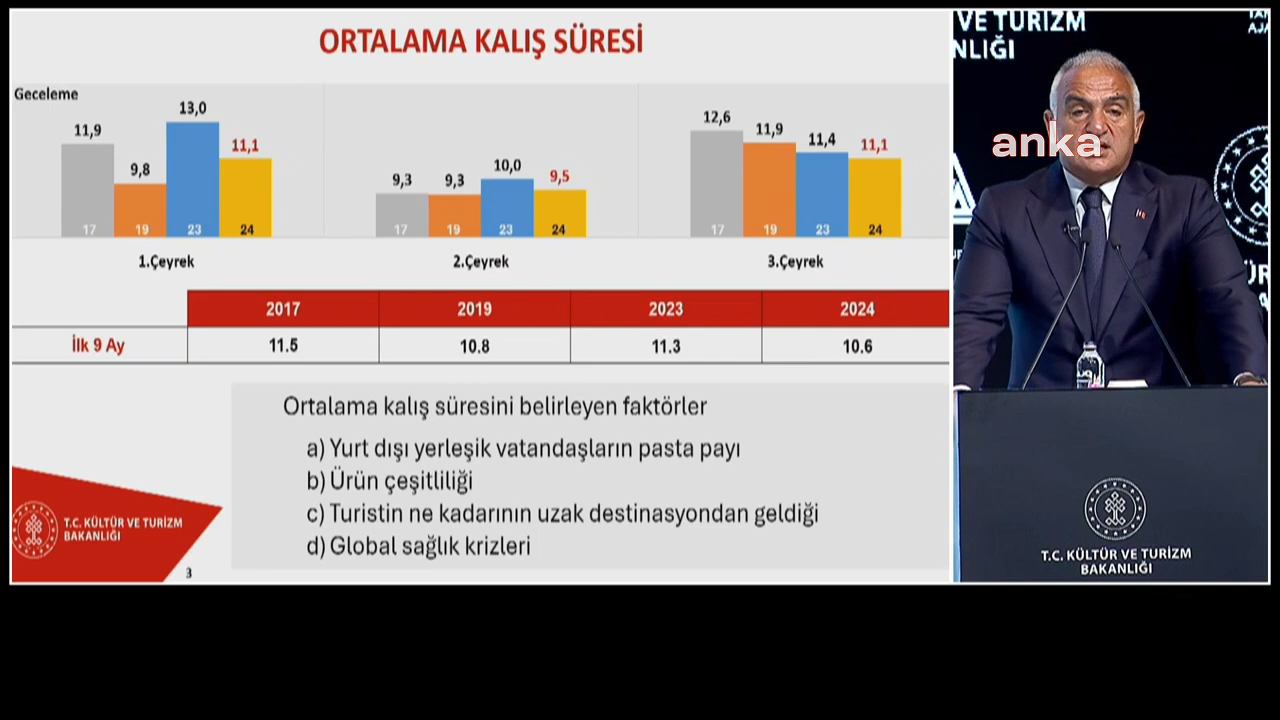 ORTALAMA KALIŞ SÜRESİ
Geceleme
11,9
9,8
13,0
11,1
17
19
23
24
1.Çeyrek
9,3
9,3
10,0
9,5
17
19
23
24
2.Çeyrek
12,6
11,9
11,4
11,1
17
19
23
24
3.Çeyrek
2017 2019 2023 2024
İlk 9 Ay 11.5 10.8 11.3 10.6
Ortalama kalış süresini belirleyen faktörler
a) Yurt dışı yerleşik vatandaşların pasta payı
b) Ürün çeşitliliği
c) Turistin ne kadarının uzak destinasyondan geldiği
d) Global sağlık krizleri
T.C. KÜLTÜR VE TURİZM
BAKANLIĞI
3
VE TURİZM
NLIĞI
anka
T.C. KÜLTÜR VE TURİZM
BAKANLIĞI